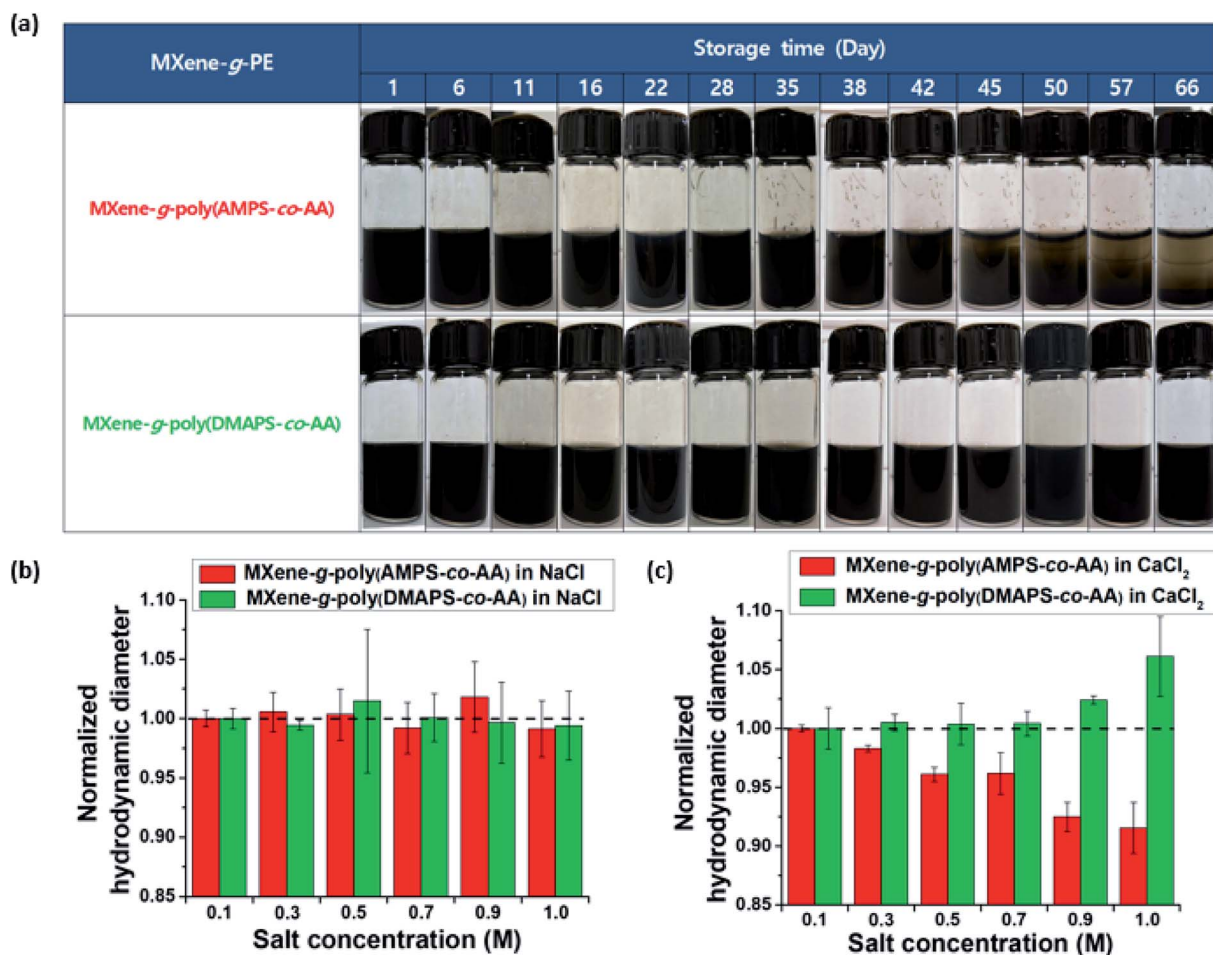 (a)
MXene-g-PE
Storage time (Day)
1 6 11 16 22 28 35 38 42 45 50 57 66
MXene-g-poly(AMPS-co-AA)
MXene-g-poly(DMAPS-co-AA)
(b)
MXene-g-poly(AMPS-co-AA) in NaCl
MXene-g-poly(DMAPS-co-AA) in NaCl
Normalized
hydrodynamic diameter
1.10
1.05
1.00
0.95
0.90
0.85
0.1 0.3 0.5 0.7 0.9 1.0
Salt concentration (M)
(c)
MXene-g-poly(AMPS-co-AA) in CaCl₂
MXene-g-poly(DMAPS-co-AA) in CaCl₂
Normalized
hydrodynamic diameter
1.10
1.05
1.00
0.95
0.90
0.85
0.1 0.3 0.5 0.7 0.9 1.0
Salt concentration (M)